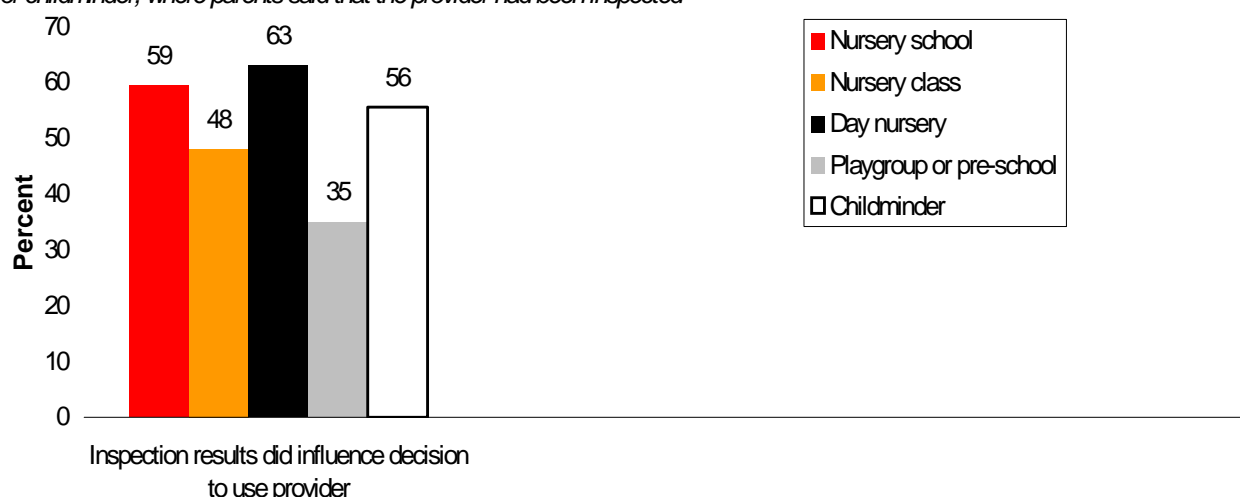 or childminder, where parents said that the provider had been inspected
70
60
50
40
30
20
10
0
Percent
59
48
63
35
56
Inspection results did influence decision
to use provider
Nursery school
Nursery class
Day nursery
Playgroup or pre-school
Childminder